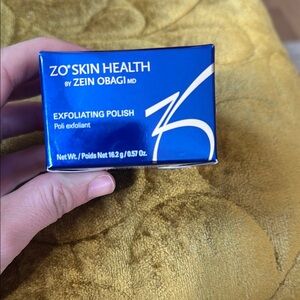 ZO® SKIN HEALTH
BY ZEIN OBAGI MD
EXFOLIATING POLISH
Poli exfoliant
Net Wt. / Poids Net 16.2 g / 0.57 Oz.